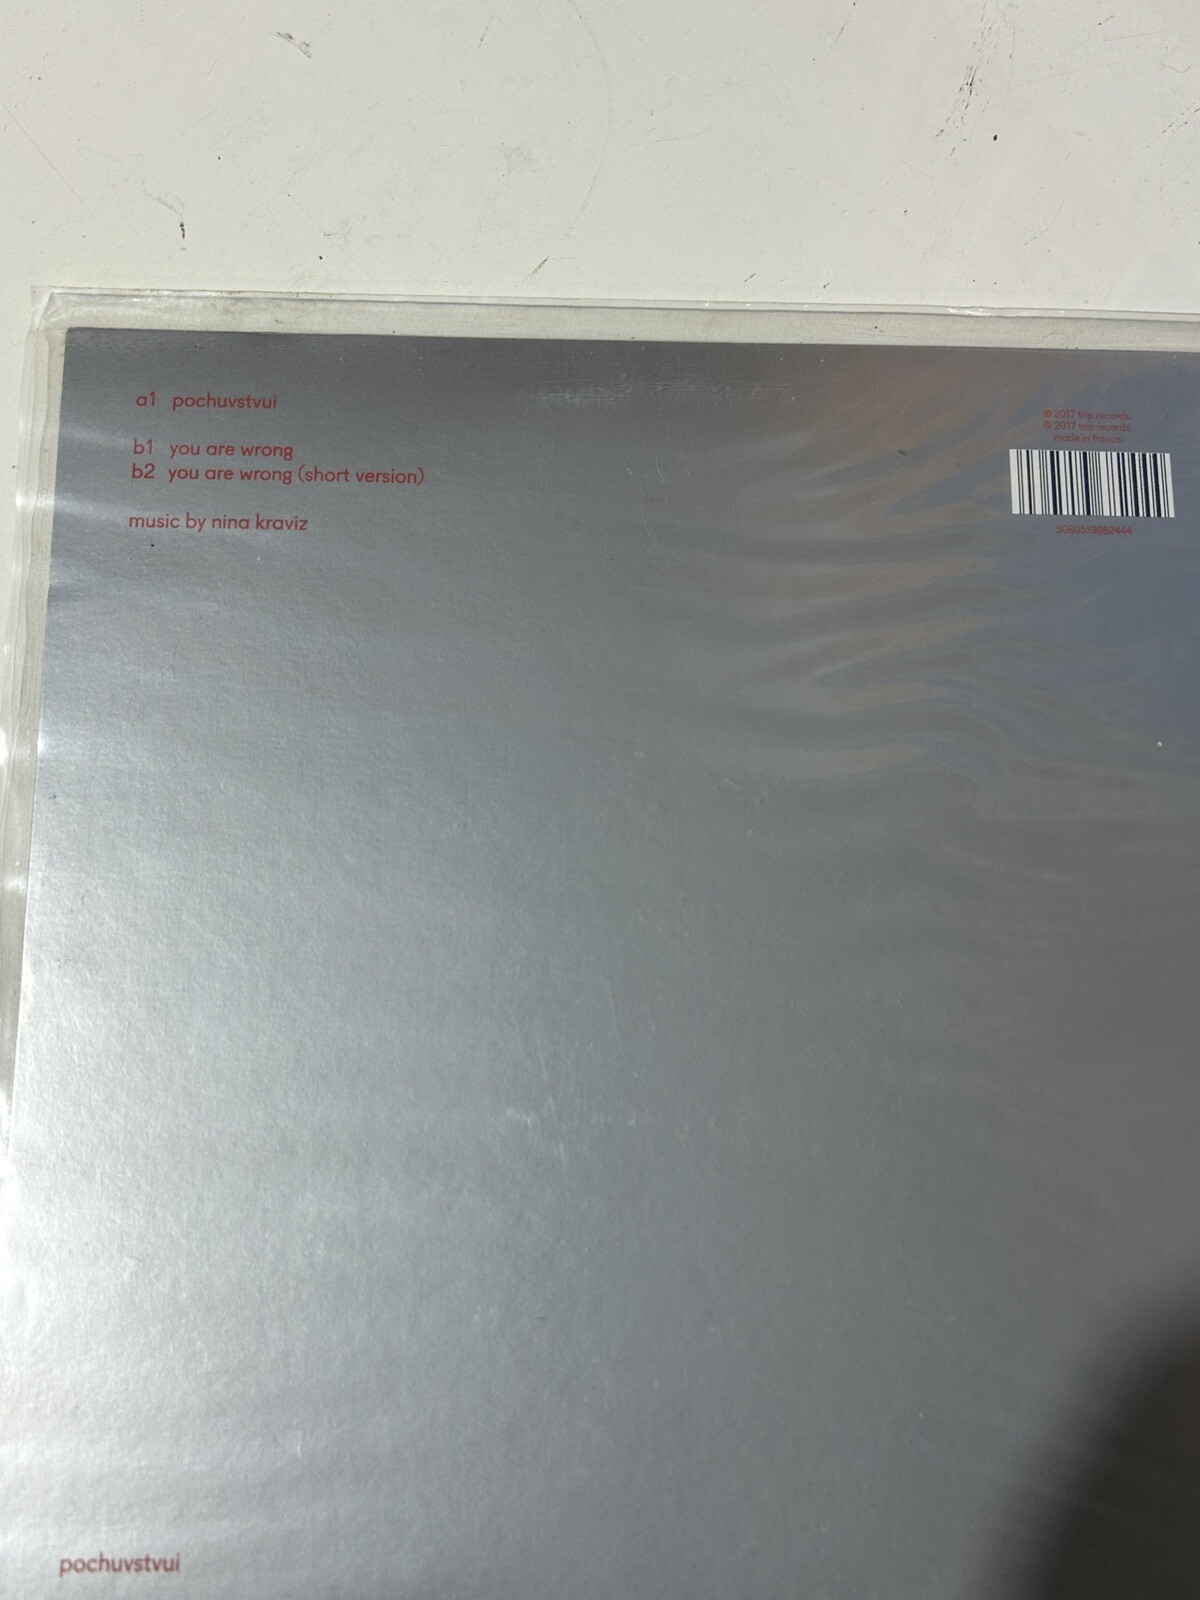 a1 pochuvstvui
b1 you are wrong
b2 you are wrong (short version)
music by nina kraviz
℗ 2017 trip records.
© 2017 trip records.
made in france.
5060519682444
pochuvstvui